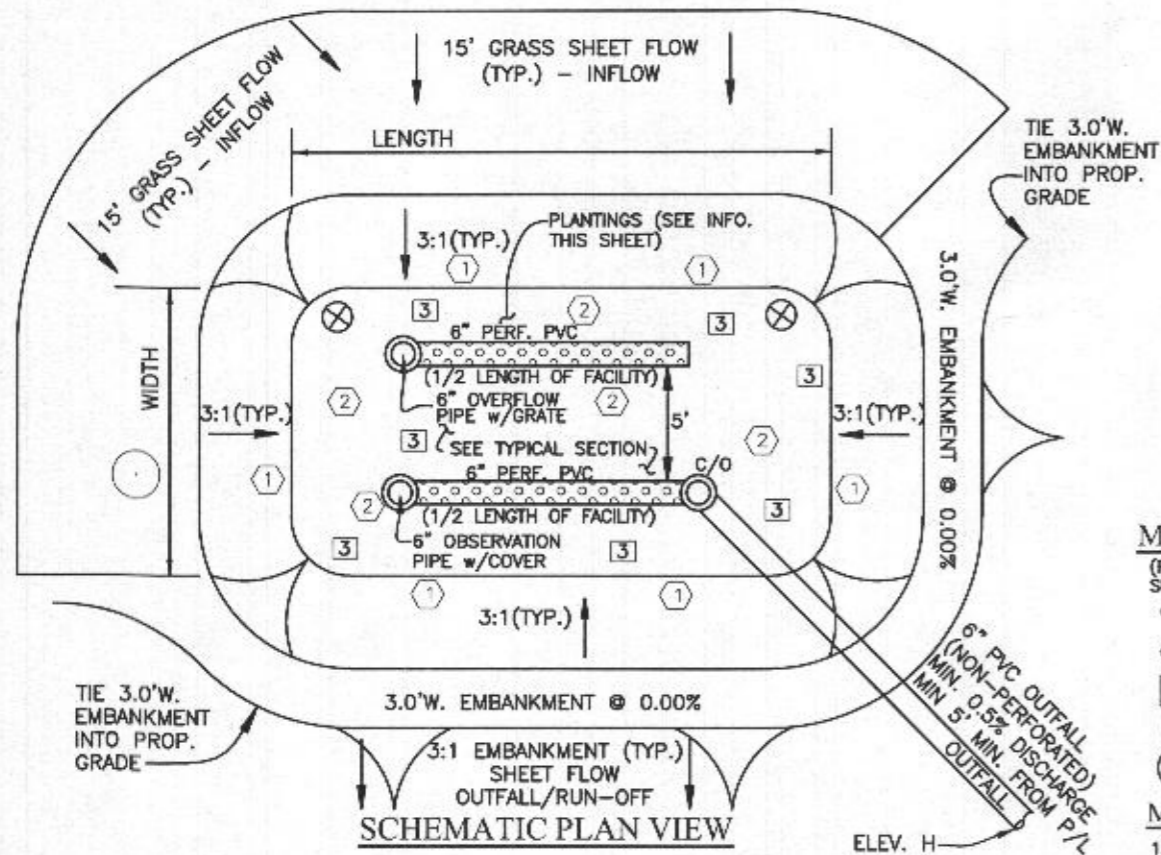 15' GRASS SHEET FLOW
(TYP.) - INFLOW
15' GRASS SHEET FLOW
(TYP.) - INFLOW
LENGTH
TIE 3.0'W.
EMBANKMENT
INTO PROP.
GRADE
PLANTINGS (SEE INFO.
THIS SHEET)
3:1(TYP.)
1
1
3
2
3
6" PERF. PVC
(1/2 LENGTH OF FACILITY)
3
WIDTH
2
6" OVERFLOW
PIPE w/GRATE
2
5'
3:1(TYP.)
3:1(TYP.)
3
SEE TYPICAL SECTION
2
6" PERF. PVC
C/O
1
1
2
(1/2 LENGTH OF FACILITY)
3
3
6" OBSERVATION
PIPE w/COVER
3
3.0'W. EMBANKMENT @ 0.00%
1
1
3:1(TYP.)
6" PVC OUTFALL
(NON-PERFORATED)
MIN. 0.5% DISCHARGE
MIN 5' MIN. FROM P/L
OUTFALL
TIE 3.0'W.
EMBANKMENT
INTO PROP.
GRADE
3.0'W. EMBANKMENT @ 0.00%
3:1 EMBANKMENT (TYP.)
SHEET FLOW
OUTFALL/RUN-OFF
SCHEMATIC PLAN VIEW
ELEV. H
M
M
1